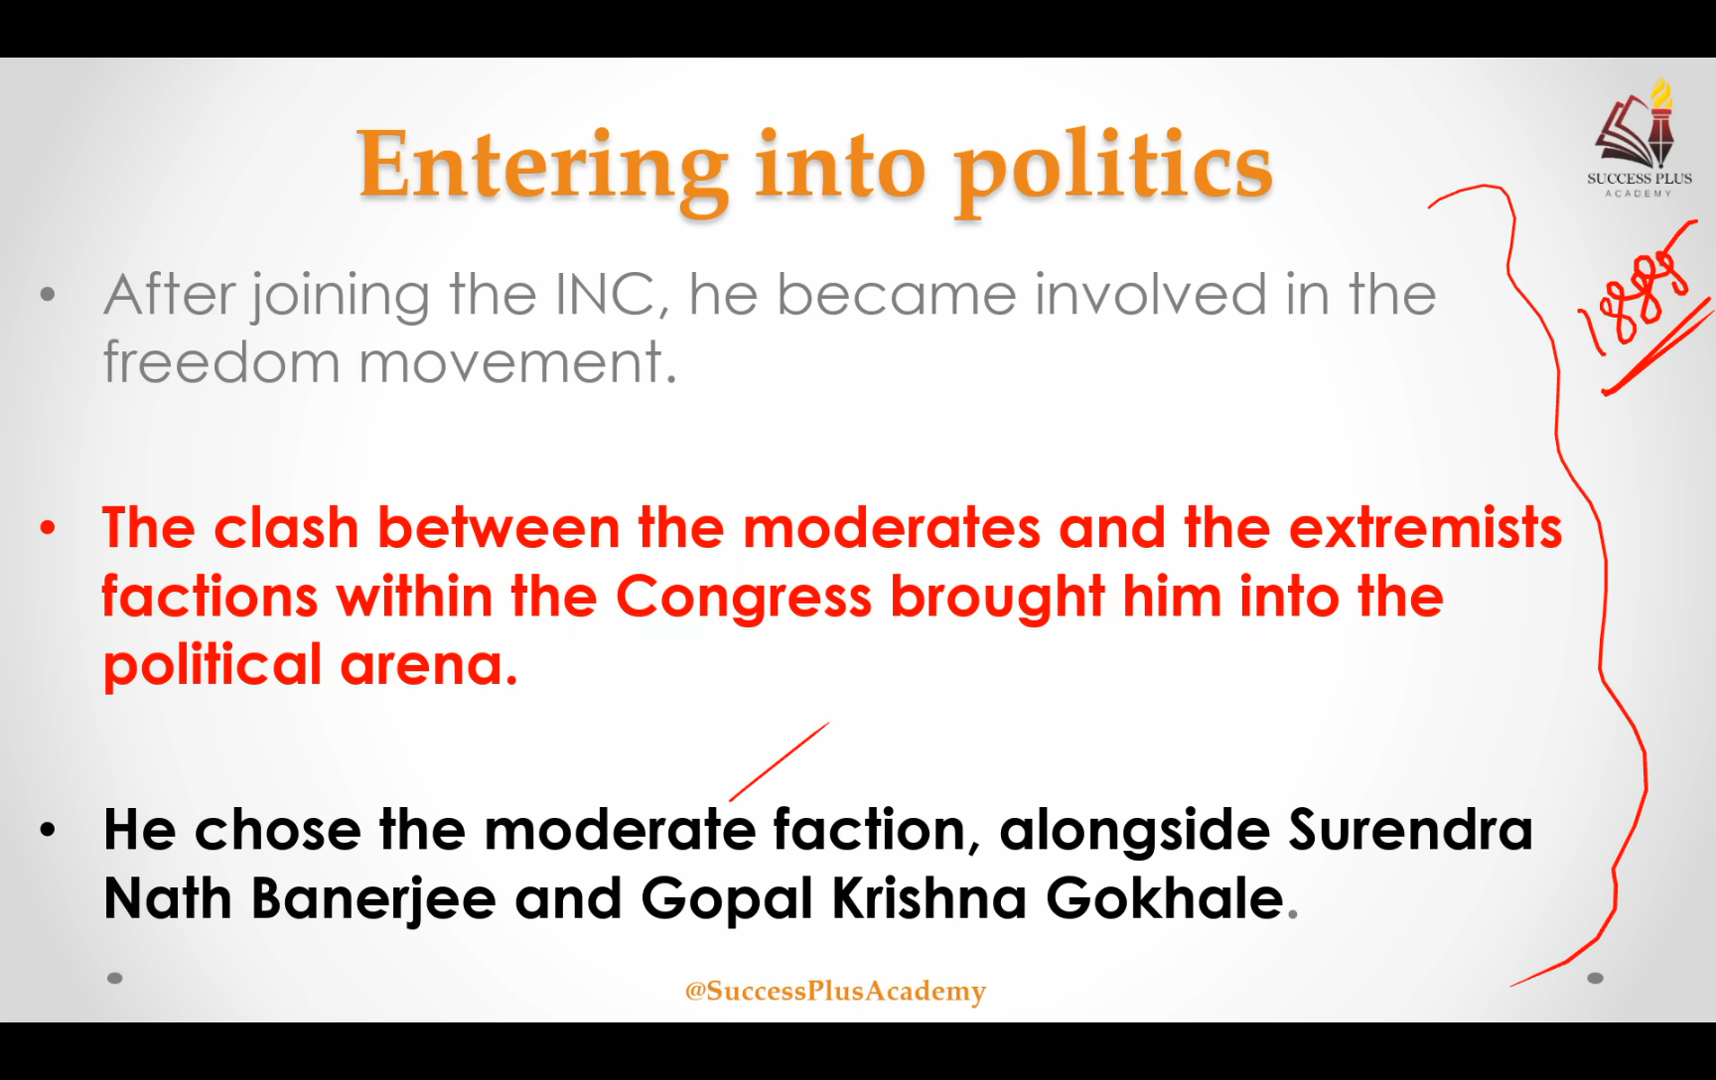 Entering into politics
SUCCESS PLUS
ACADEMY
1885
• After joining the INC, he became involved in the
freedom movement.
• The clash between the moderates and the extremists
factions within the Congress brought him into the
political arena.
• He chose the moderate faction, alongside Surendra
Nath Banerjee and Gopal Krishna Gokhale.
@SuccessPlusAcademy